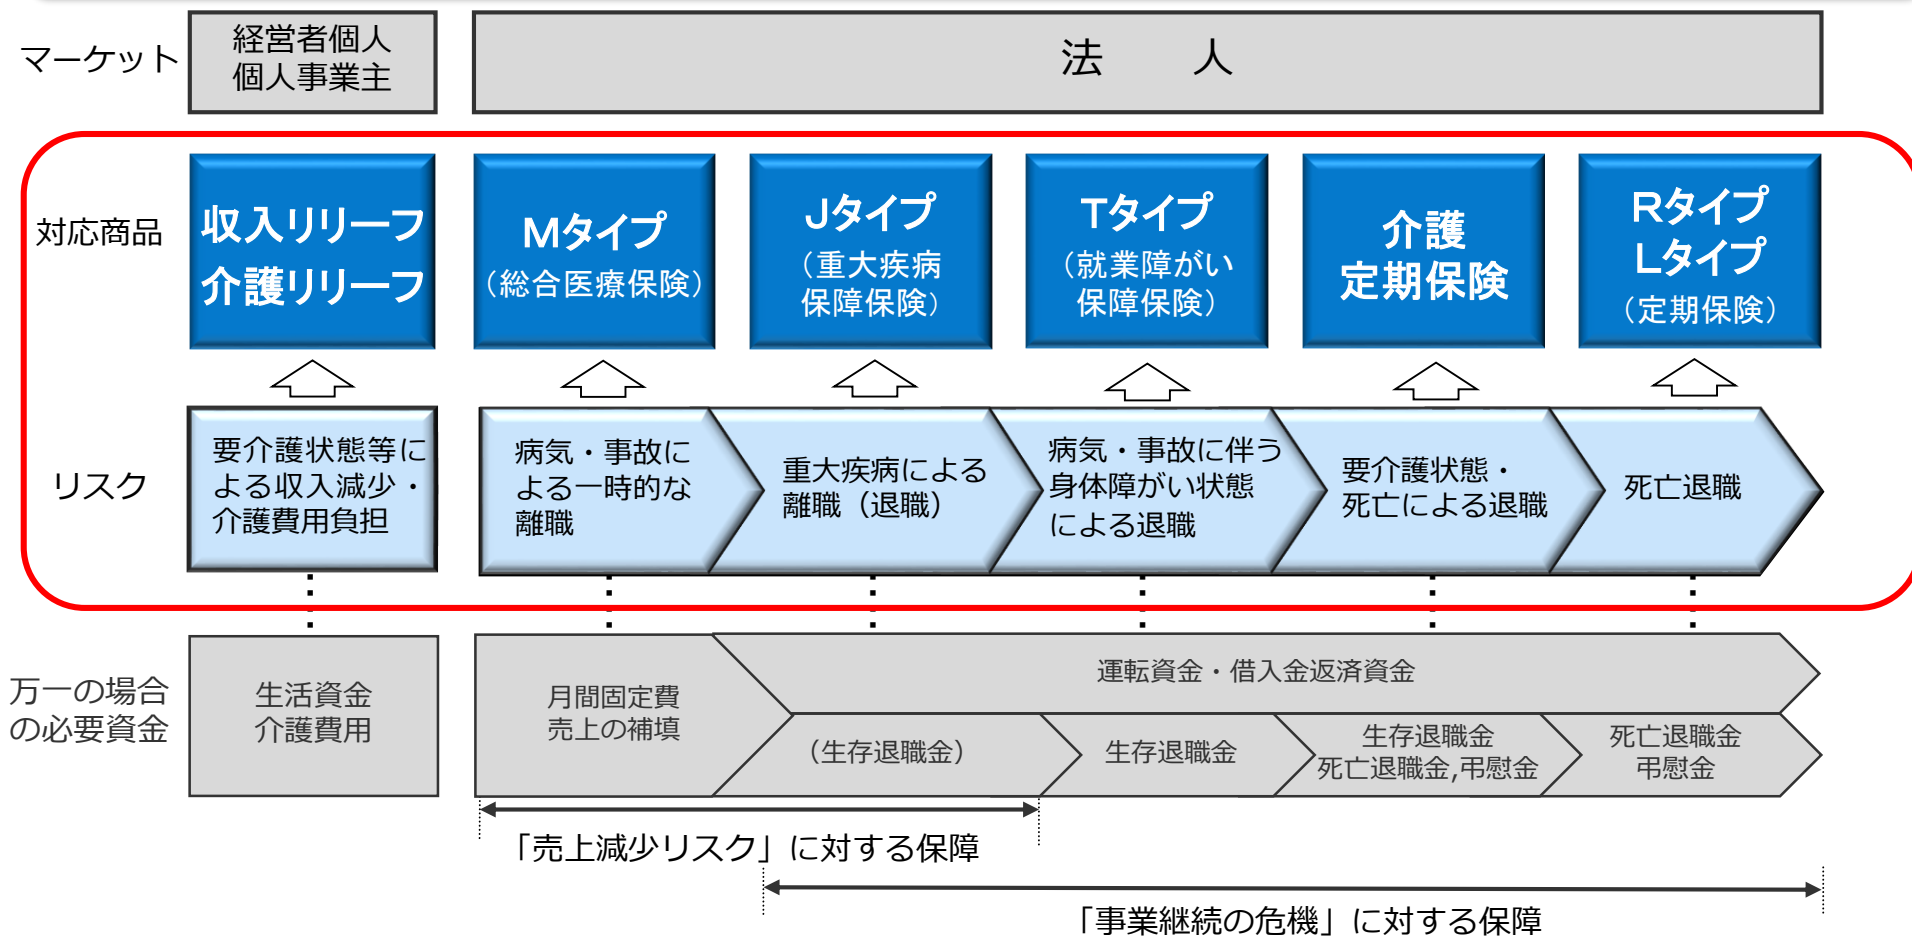 マーケット
経営者個人
個人事業主
法　人
対応商品
収入リリーフ
介護リリーフ
Mタイプ
（総合医療保険）
Jタイプ
（重大疾病
保障保険）
Tタイプ
（就業障がい
保障保険）
介護
定期保険
Rタイプ
Lタイプ
（定期保険）
リスク
要介護状態等に
よる収入減少・
介護費用負担
病気・事故に
よる一時的な
離職
重大疾病による
離職（退職）
病気・事故に伴う
身体障がい状態
による退職
要介護状態・
死亡による退職
死亡退職
万一の場合
の必要資金
生活資金
介護費用
月間固定費
売上の補填
運転資金・借入金返済資金
（生存退職金）
生存退職金
生存退職金
死亡退職金,弔慰金
死亡退職金
弔慰金
「売上減少リスク」に対する保障
「事業継続の危機」に対する保障